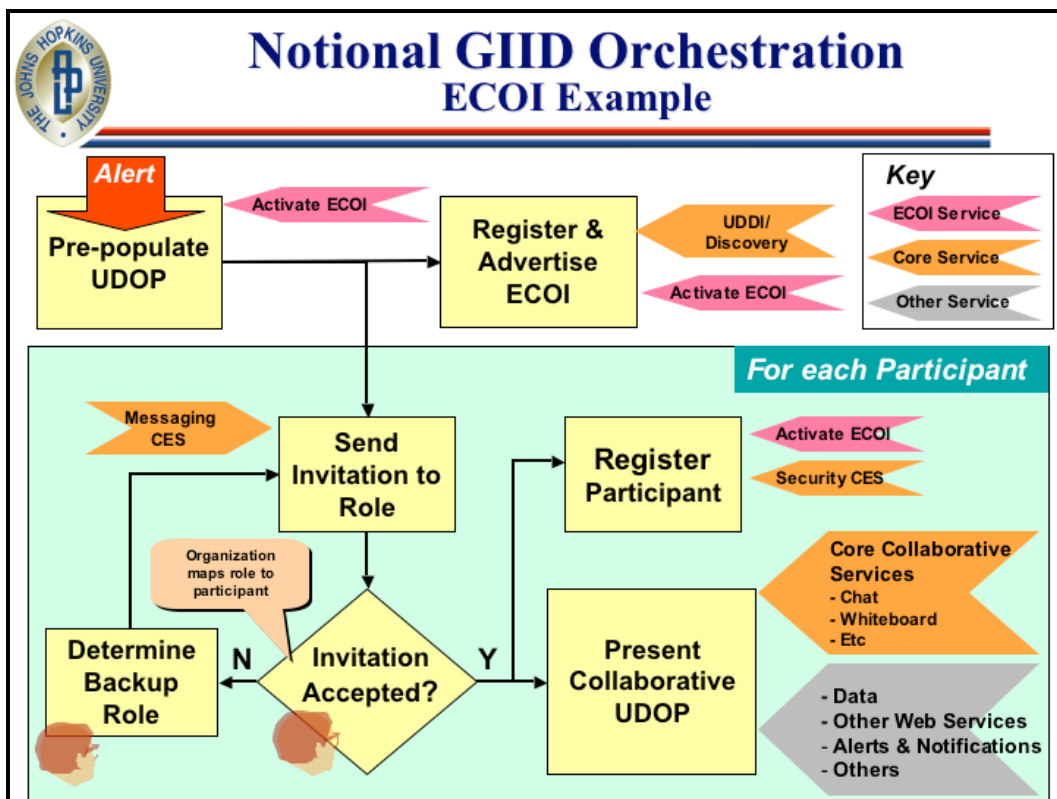 THE JOHNS HOPKINS UNIVERSITY
APL
Notional GIID Orchestration
ECOI Example
Alert
Pre-populate
UDOP
Activate ECOI
Register &
Advertise
ECOI
UDDI/
Discovery
Activate ECOI
Key
ECOI Service
Core Service
Other Service
For each Participant
Messaging
CES
Send
Invitation to
Role
Register
Participant
Activate ECOI
Security CES
Organization
maps role to
participant
Determine
Backup
Role
N
Invitation
Accepted?
Y
Present
Collaborative
UDOP
Core Collaborative
Services
- Chat
- Whiteboard
- Etc
- Data
- Other Web Services
- Alerts & Notifications
- Others